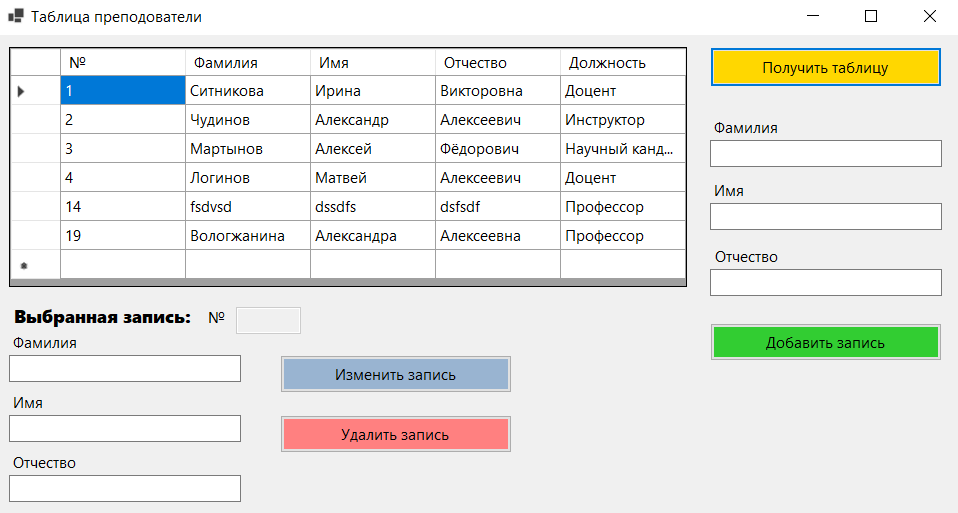 Таблица преподователи
№ Фамилия Имя Отчество Должность
1 Ситникова Ирина Викторовна Доцент
2 Чудинов Александр Алексеевич Инструктор
3 Мартынов Алексей Фёдорович Научный канд...
4 Логинов Матвей Алексеевич Доцент
14 fsdvsd dssdfs dsfsdf Профессор
19 Вологжанина Александра Алексеевна Профессор
Получить таблицу
Фамилия
Имя
Отчество
Добавить запись
Выбранная запись: №
Фамилия
Изменить запись
Имя
Удалить запись
Отчество